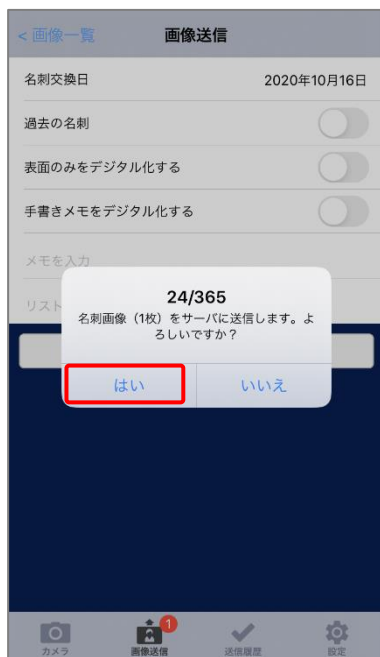 < 画像一覧 画像送信
名刺交換日 2020年10月16日
過去の名刺
表面のみをデジタル化する
手書きメモをデジタル化する
メモを入力
リスト
24/365
名刺画像（1枚）をサーバに送信します。よ
ろしいですか？
はい いいえ
1
カメラ 画像送信 送信履歴 設定